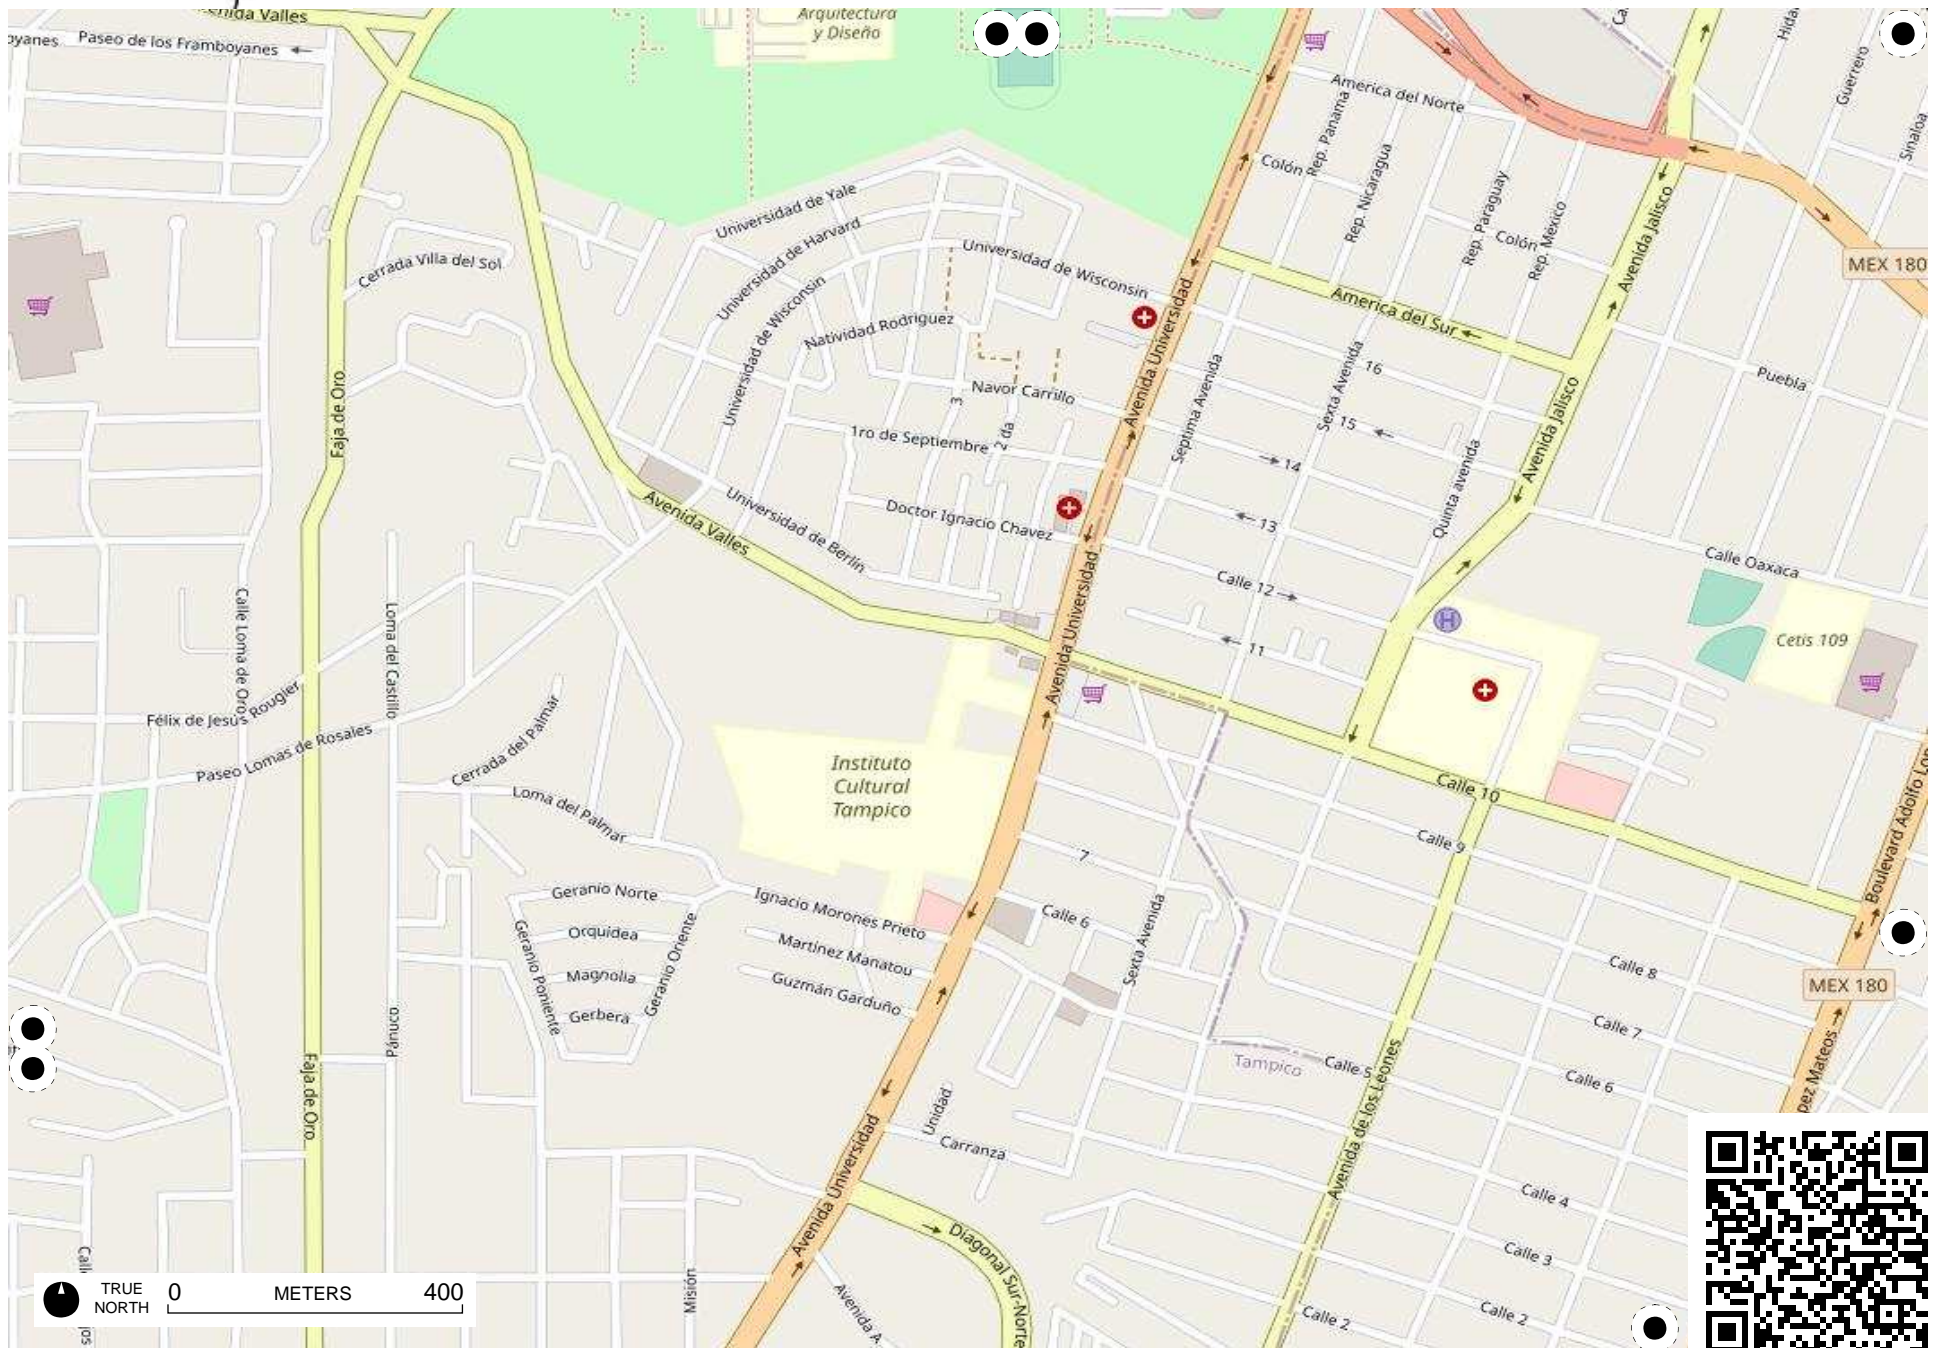 Paseo de los Framboyanes
Arquitectura
y Diseño
America del Norte
Rep. Panama
Rep. Nicaragua
Rep. Paraguay
Rep. México
Colón
Colón
Guerrero
Sinaloa
Universidad de Yale
Universidad de Harvard
Universidad de Wisconsin
Universidad de Wisconsin
Cerrada Villa del Sol
Natividad Rodriguez
Navor Carrillo
1ro de Septiembre
2 da
3
Doctor Ignacio Chavez
Universidad de Berlin
Avenida Valles
Faja de Oro
Avenida Universidad
Avenida Universidad
America del Sur
Avenida Jalisco
Avenida Jalisco
MEX 180
Septima Avenida
Sexta Avenida
Quinta avenida
16
15
14
13
Calle 12
11
Puebla
Calle Oaxaca
H
Cetis 109
Calle Loma de Oro
Loma del Castillo
Félix de Jesús Rougier
Paseo Lomas de Rosales
Cerrada del Palmar
Loma del Palmar
Instituto
Cultural
Tampico
Calle 10
Calle 9
7
Calle 6
Sexta Avenida
Geranio Norte
Orquidea
Magnolia
Gerbera
Geranio Poniente
Geranio Oriente
Ignacio Morones Prieto
Martínez Manatou
Guzmán Garduño
Calle 8
MEX 180
Calle 7
Calle 6
Calle 5
Tampico
Pánuco
Faja de Oro
Unidad
Carranza
Avenida Universidad
Avenida de los Leones
Calle 4
Calle 3
Calle 2
Calle 2
Diagonal Sur-Norte
Avenida A
Misión
TRUE
NORTH
0 METERS 400